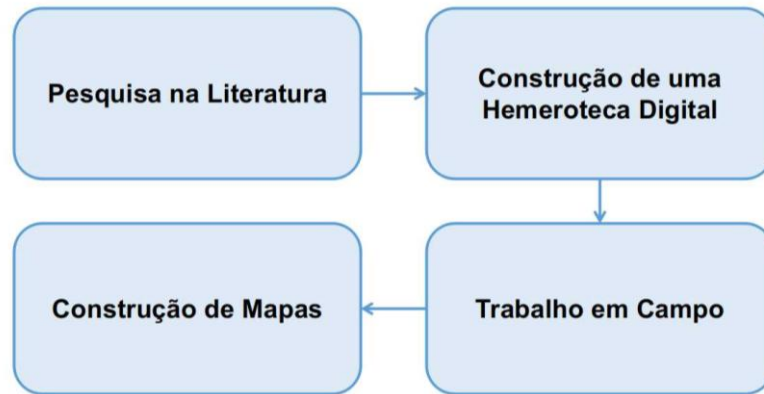 Pesquisa na Literatura
Construção de uma
Hemeroteca Digital
Trabalho em Campo
Construção de Mapas